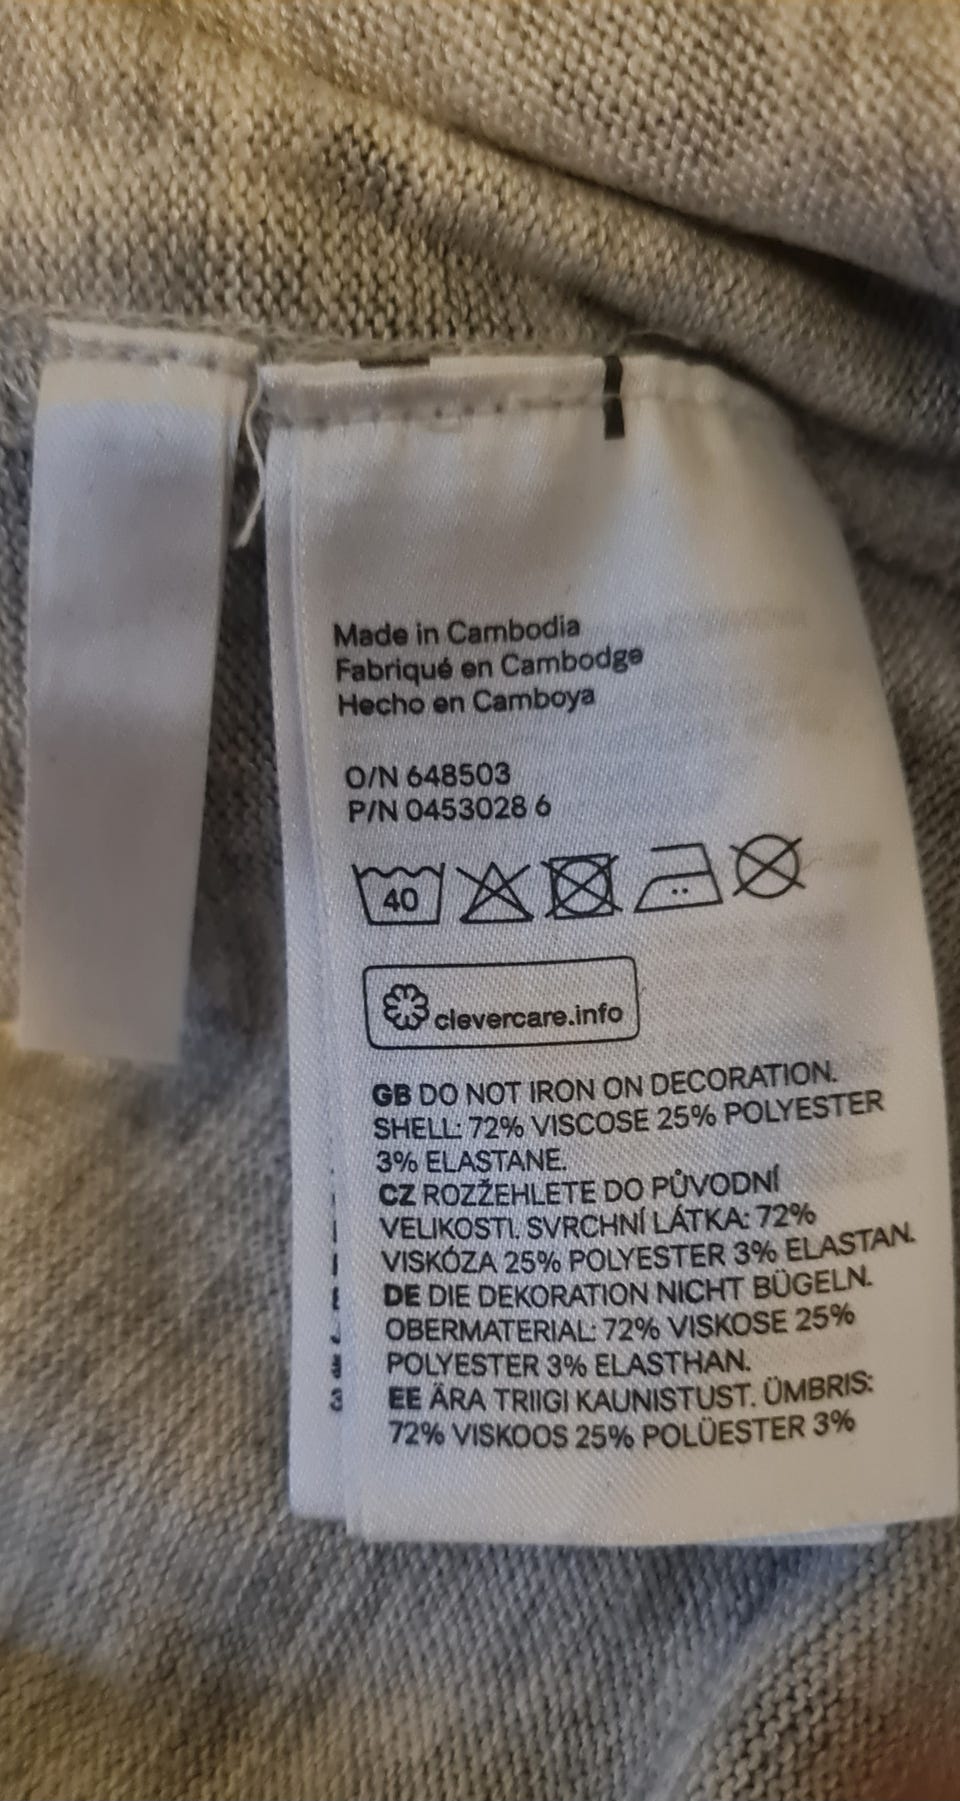 Made in Cambodia
Fabriqué en Cambodge
Hecho en Camboya
O/N 648503
P/N 0453028 6
40
clevercare.info
GB DO NOT IRON ON DECORATION.
SHELL: 72% VISCOSE 25% POLYESTER
3% ELASTANE.
CZ ROZŽEHLETE DO PŮVODNÍ
VELIKOSTI. SVRCHNÍ LÁTKA: 72%
VISKÓZA 25% POLYESTER 3% ELASTAN.
DE DIE DEKORATION NICHT BÜGELN.
OBERMATERIAL: 72% VISKOSE 25%
POLYESTER 3% ELASTHAN.
EE ÄRA TRIIGI KAUNISTUST. ÜMBRIS:
72% VISKOOS 25% POLÜESTER 3%